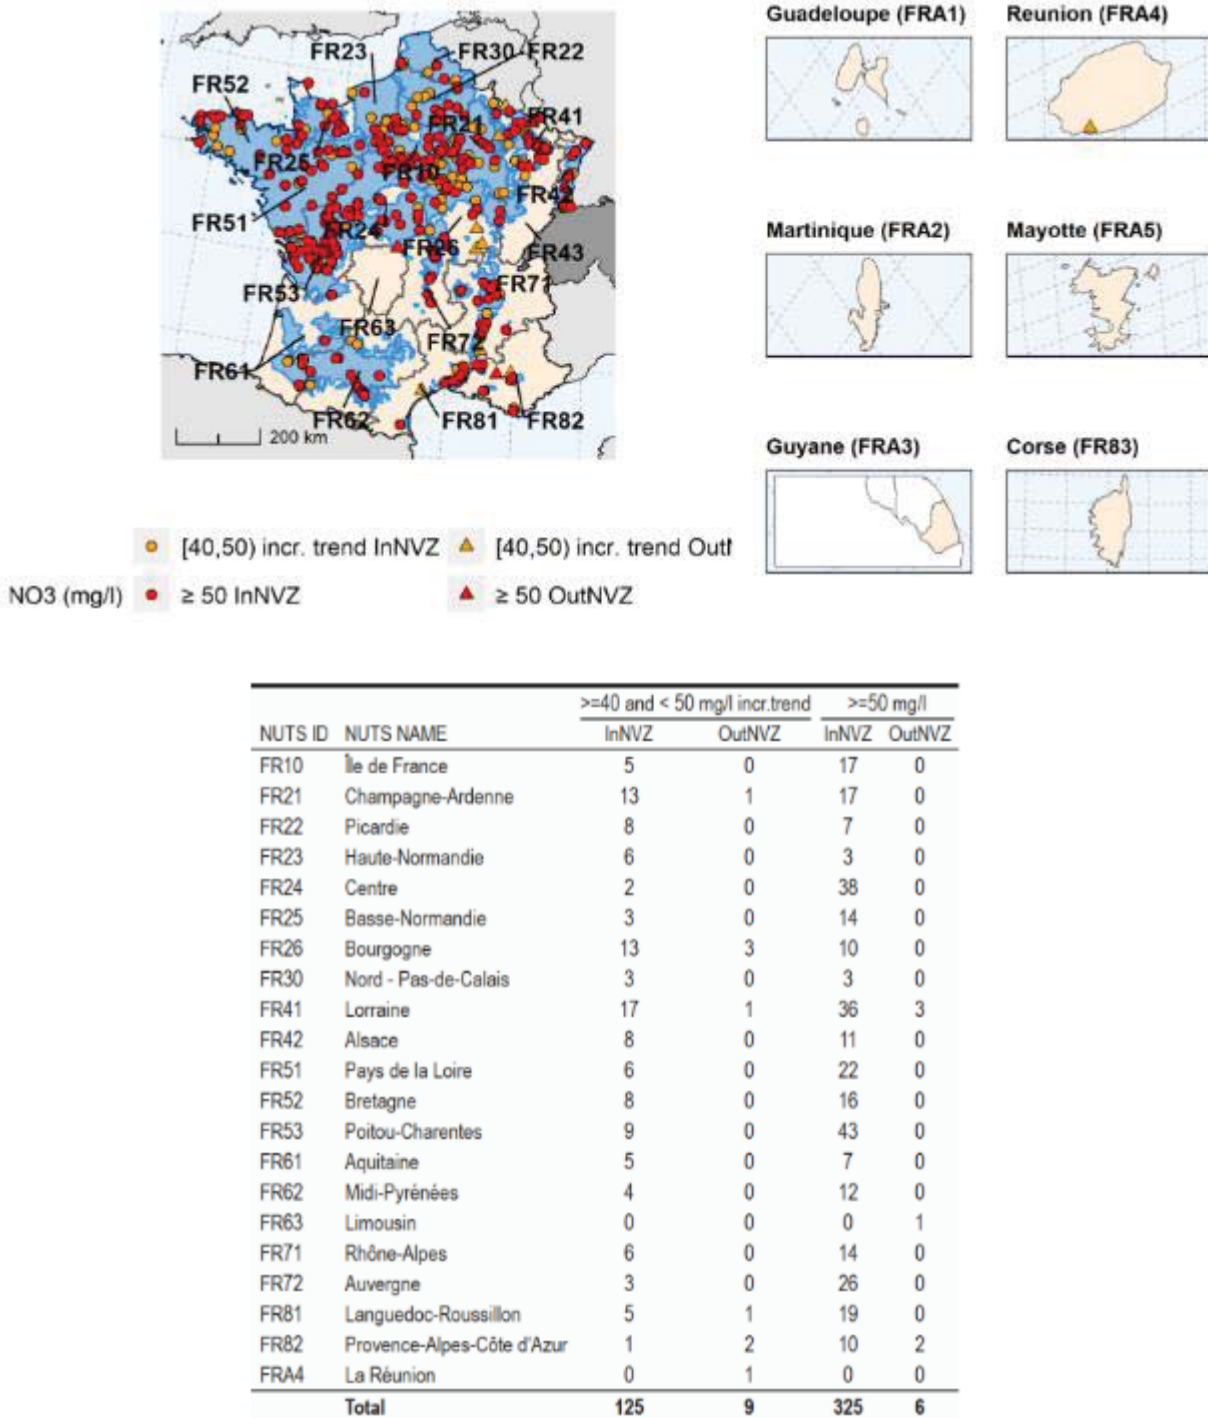 Guadeloupe (FRA1) Reunion (FRA4)
FR23 FR30 FR22
FR52
FR41
FR21
FR25 FR10
FR42
FR51
FR24 FR26
FR43
Martinique (FRA2) Mayotte (FRA5)
FR53 FR71
FR63
FR72
FR61
FR62 FR81 FR82
200 km
Guyane (FRA3) Corse (FR83)
[40,50) incr. trend InNVZ [40,50) incr. trend Out
NO3 (mg/l) ≥ 50 InNVZ ≥ 50 OutNVZ
>=40 and < 50 mg/l incr.trend >=50 mg/l
NUTS ID NUTS NAME InNVZ OutNVZ InNVZ OutNVZ
FR10 Île de France 5 0 17 0
FR21 Champagne-Ardenne 13 1 17 0
FR22 Picardie 8 0 7 0
FR23 Haute-Normandie 6 0 3 0
FR24 Centre 2 0 38 0
FR25 Basse-Normandie 3 0 14 0
FR26 Bourgogne 13 3 10 0
FR30 Nord - Pas-de-Calais 3 0 3 0
FR41 Lorraine 17 1 36 3
FR42 Alsace 8 0 11 0
FR51 Pays de la Loire 6 0 22 0
FR52 Bretagne 8 0 16 0
FR53 Poitou-Charentes 9 0 43 0
FR61 Aquitaine 5 0 7 0
FR62 Midi-Pyrénées 4 0 12 0
FR63 Limousin 0 0 0 1
FR71 Rhône-Alpes 6 0 14 0
FR72 Auvergne 3 0 26 0
FR81 Languedoc-Roussillon 5 1 19 0
FR82 Provence-Alpes-Côte d'Azur 1 2 10 2
FRA4 La Réunion 0 1 0 0
Total 125 9 325 6